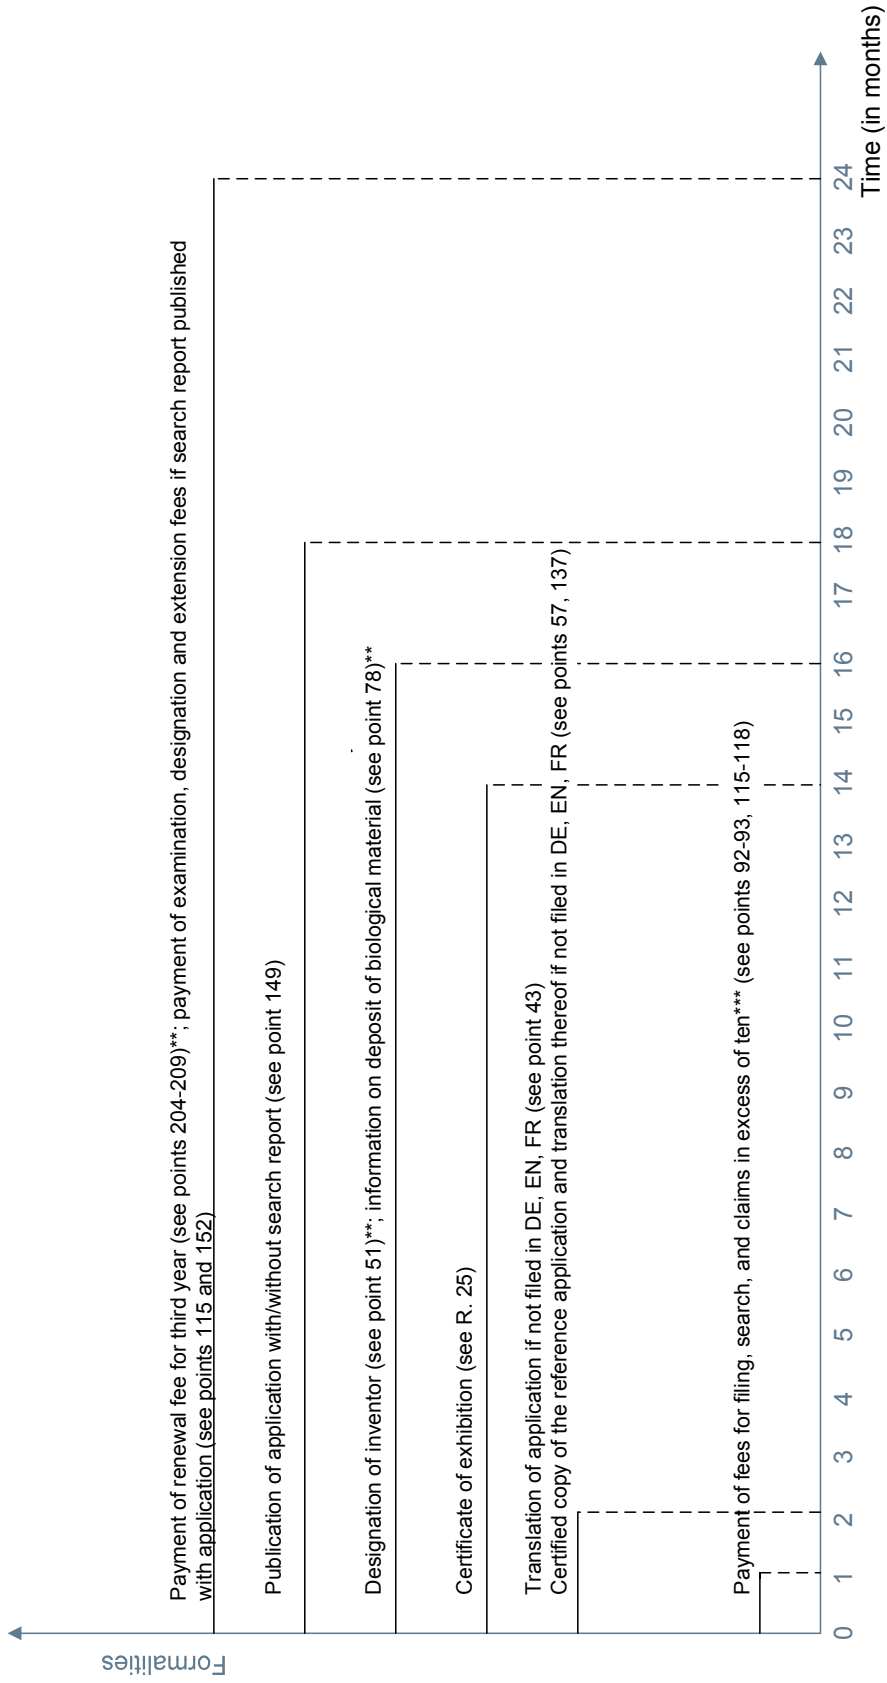 Formalities
Payment of renewal fee for third year (see points 204-209)**; payment of examination, designation and extension fees if search report published
with application (see points 115 and 152)
Publication of application with/without search report (see point 149)
Designation of inventor (see point 51)**; information on deposit of biological material (see point 78)**
Certificate of exhibition (see R. 25)
Translation of application if not filed in DE, EN, FR (see point 43)
Certified copy of the reference application and translation thereof if not filed in DE, EN, FR (see points 57, 137)
Payment of fees for filing, search, and claims in excess of ten*** (see points 92-93, 115-118)
0 1 2 3 4 5 6 7 8 9 10 11 12 13 14 15 16 17 18 19 20 21 22 23 24
Time (in months)